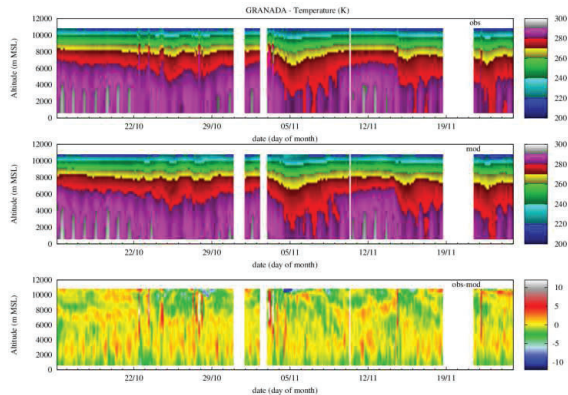 GRANADA - Temperature (K)
obs
Altitude (m MSL)
12000
10000
8000
6000
4000
2000
0
300
280
260
240
220
200
22/10 29/10 05/11 12/11 19/11
date (day of month)
mod
Altitude (m MSL)
12000
10000
8000
6000
4000
2000
0
300
280
260
240
220
200
22/10 29/10 05/11 12/11 19/11
date (day of month)
obs-mod
Altitude (m MSL)
12000
10000
8000
6000
4000
2000
0
10
5
0
-5
-10
22/10 29/10 05/11 12/11 19/11
date (day of month)